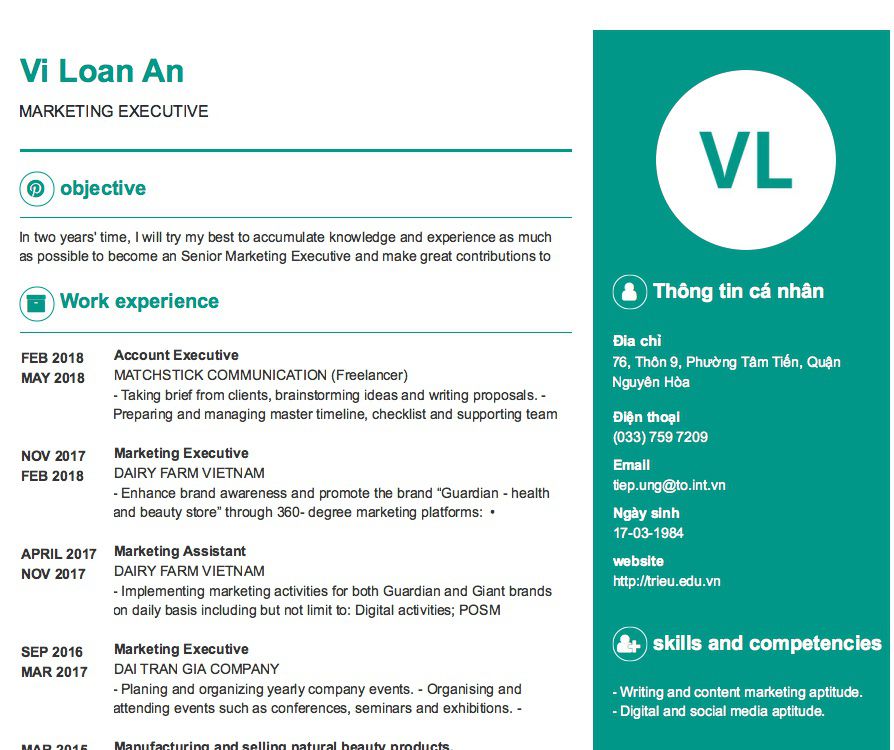 Vi Loan An
MARKETING EXECUTIVE
objective
In two years' time, I will try my best to accumulate knowledge and experience as much
as possible to become an Senior Marketing Executive and make great contributions to
Work experience
FEB 2018
MAY 2018
Account Executive
MATCHSTICK COMMUNICATION (Freelancer)
- Taking brief from clients, brainstorming ideas and writing proposals. -
Preparing and managing master timeline, checklist and supporting team
NOV 2017
FEB 2018
Marketing Executive
DAIRY FARM VIETNAM
- Enhance brand awareness and promote the brand “Guardian - health
and beauty store” through 360- degree marketing platforms: •
APRIL 2017
NOV 2017
Marketing Assistant
DAIRY FARM VIETNAM
- Implementing marketing activities for both Guardian and Giant brands
on daily basis including but not limit to: Digital activities; POSM
SEP 2016
MAR 2017
Marketing Executive
DAI TRAN GIA COMPANY
- Planing and organizing yearly company events. - Organising and
attending events such as conferences, seminars and exhibitions. -
MAR 2015
Manufacturing and selling natural beauty products.
VL
Thông tin cá nhân
Đia chỉ
76, Thôn 9, Phường Tâm Tiến, Quận
Nguyên Hòa
Điện thoại
(033) 759 7209
Email
tiep.ung@to.int.vn
Ngày sinh
17-03-1984
website
http://trieu.edu.vn
skills and competencies
- Writing and content marketing aptitude.
- Digital and social media aptitude.